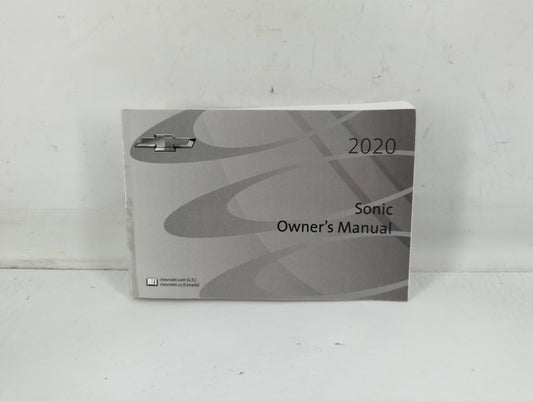 2020
Sonic
Owner's Manual
chevrolet.com (U.S.)
chevrolet.ca (Canada)